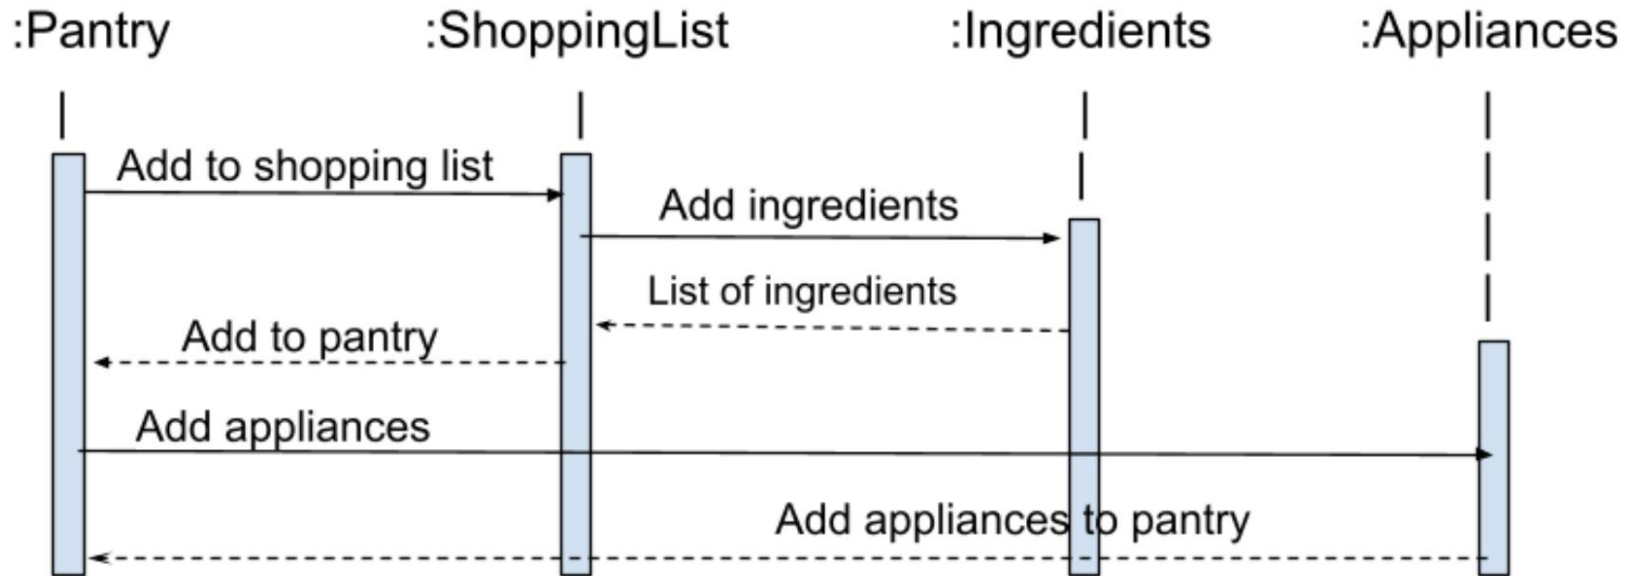 :Pantry
:ShoppingList
:Ingredients
:Appliances
Add to shopping list
Add ingredients
List of ingredients
Add to pantry
Add appliances
Add appliances to pantry